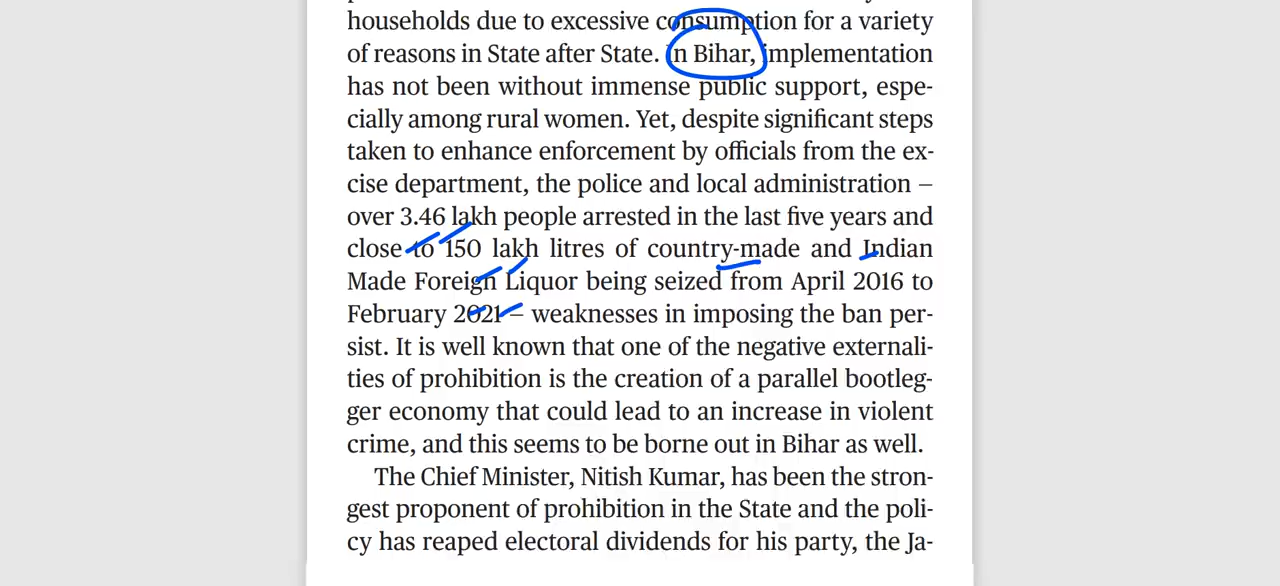 households due to excessive consumption for a variety
of reasons in State after State. In Bihar, implementation
has not been without immense public support, espe-
cially among rural women. Yet, despite significant steps
taken to enhance enforcement by officials from the ex-
cise department, the police and local administration –
over 3.46 lakh people arrested in the last five years and
close to 150 lakh litres of country-made and Indian
Made Foreign Liquor being seized from April 2016 to
February 2021 – weaknesses in imposing the ban per-
sist. It is well known that one of the negative externali-
ties of prohibition is the creation of a parallel bootleg-
ger economy that could lead to an increase in violent
crime, and this seems to be borne out in Bihar as well.
The Chief Minister, Nitish Kumar, has been the stron-
gest proponent of prohibition in the State and the poli-
cy has reaped electoral dividends for his party, the Ja-